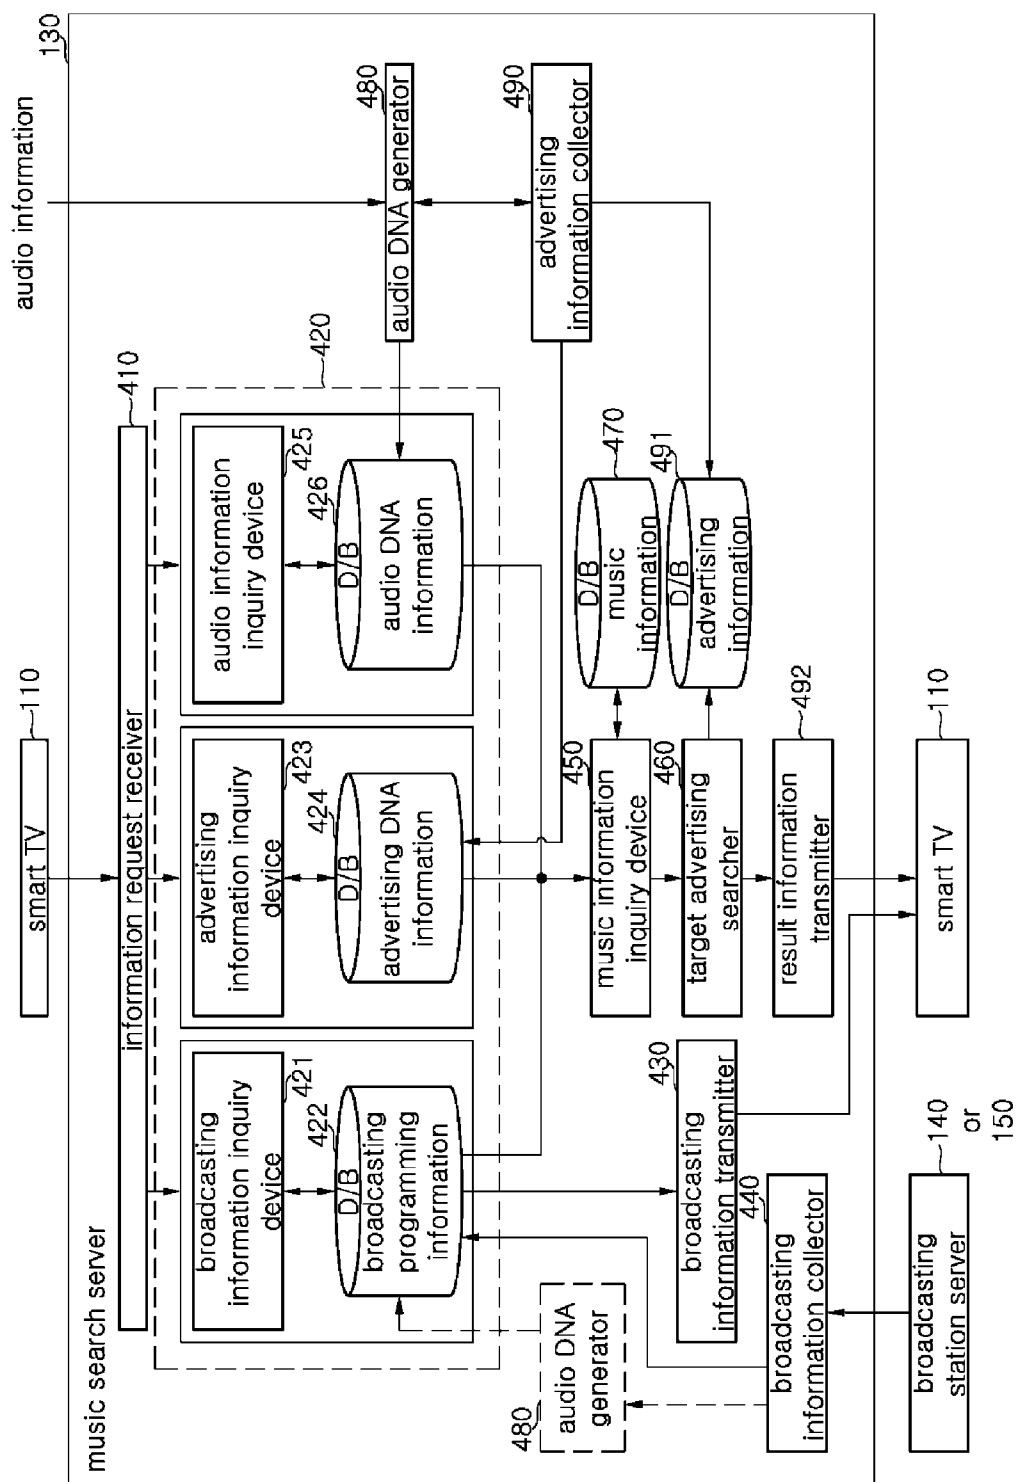 music search server
130
audio information
smart TV
110
information request receiver
410
420
broadcasting
information inquiry
device
421
D/B
422
broadcasting
programming
information
advertising
information inquiry
device
423
D/B
424
advertising DNA
information
audio information
inquiry device
425
D/B
426
audio DNA
information
audio DNA generator
480
advertising
information collector
490
audio DNA
generator
480
music information
inquiry device
450
D/B
music
information
470
target advertising
searcher
460
D/B
advertising
information
491
broadcasting
information transmitter
430
result information
transmitter
492
broadcasting
information collector
440
broadcasting
station server
140
or
150
smart TV
110